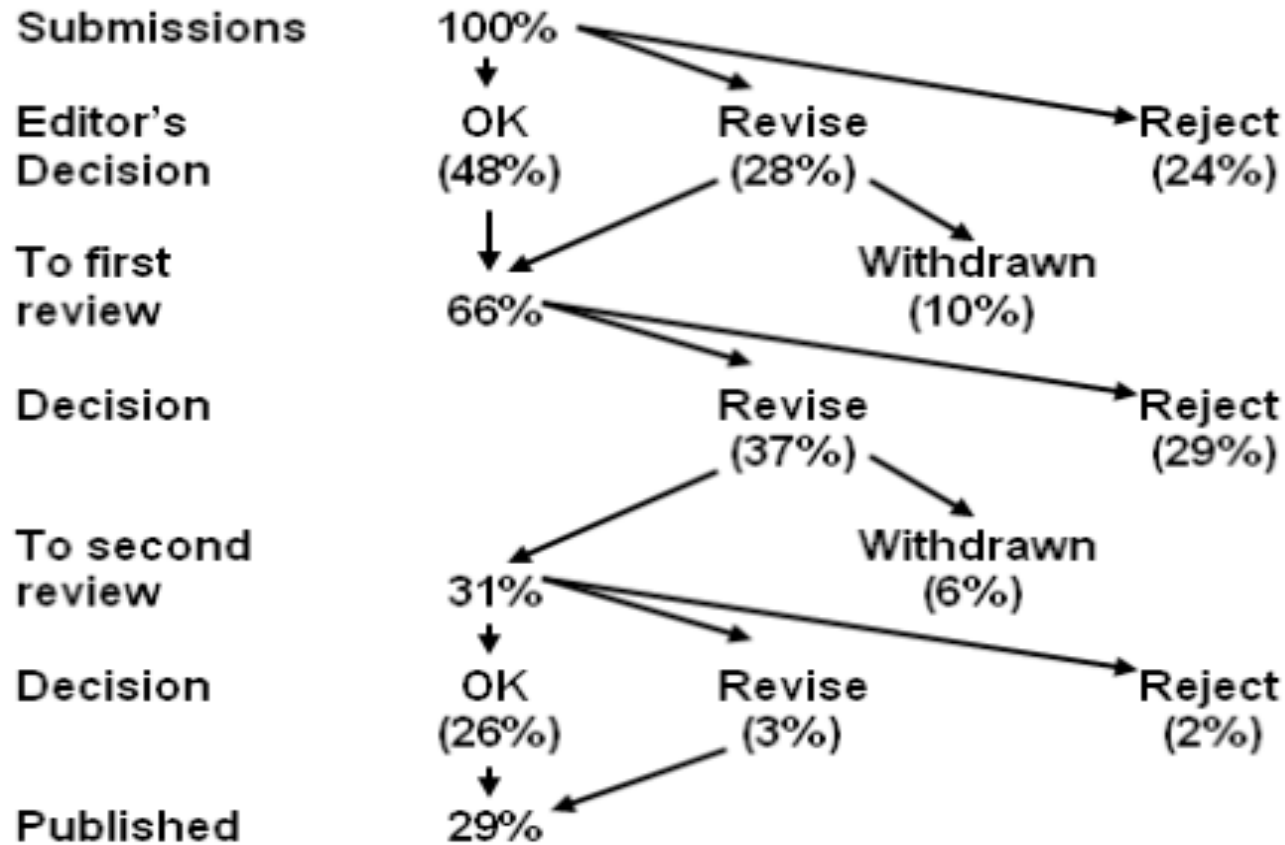 Submissions 100%
Editor's OK Revise Reject
Decision (48%) (28%) (24%)
To first Withdrawn
review 66% (10%)
Decision Revise Reject
(37%) (29%)
To second Withdrawn
review 31% (6%)
Decision OK Revise Reject
(26%) (3%) (2%)
Published 29%